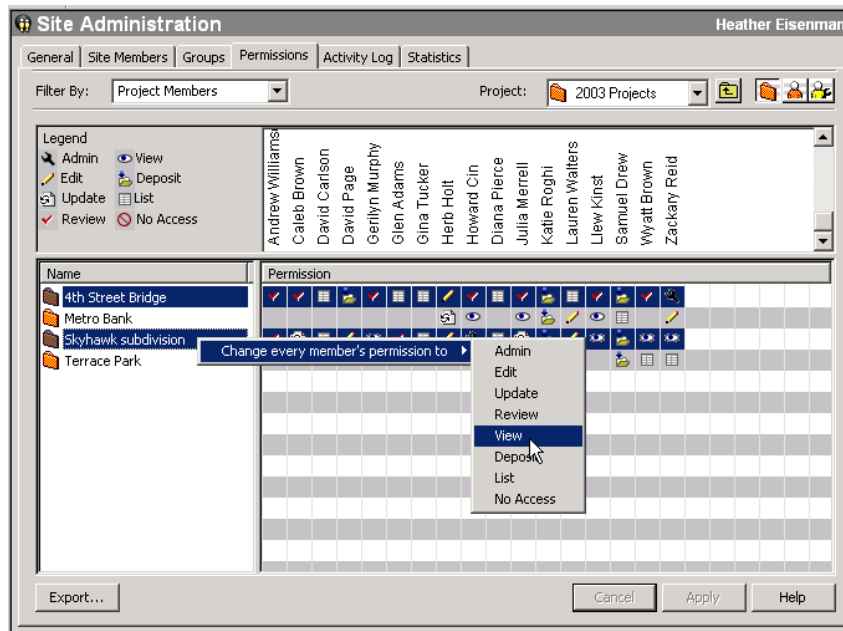 Site Administration Heather Eisenman
General Site Members Groups Permissions Activity Log Statistics
Filter By: Project Members Project: 2003 Projects
Legend
Admin View
Edit Deposit
Update List
Review No Access
Andrew Williams
Caleb Brown
David Carlson
David Page
Gerilyn Murphy
Glen Adams
Gina Tucker
Herb Holt
Howard Cin
Diana Pierce
Julia Merrell
Katie Roghi
Lauren Walters
Llew Kinst
Samuel Drew
Wyatt Brown
Zackary Reid
Name Permission
4th Street Bridge
Metro Bank
Skyhawk subdivision
Terrace Park
Change every member's permission to
Admin
Edit
Update
Review
View
Deposit
List
No Access
Export... Cancel Apply Help